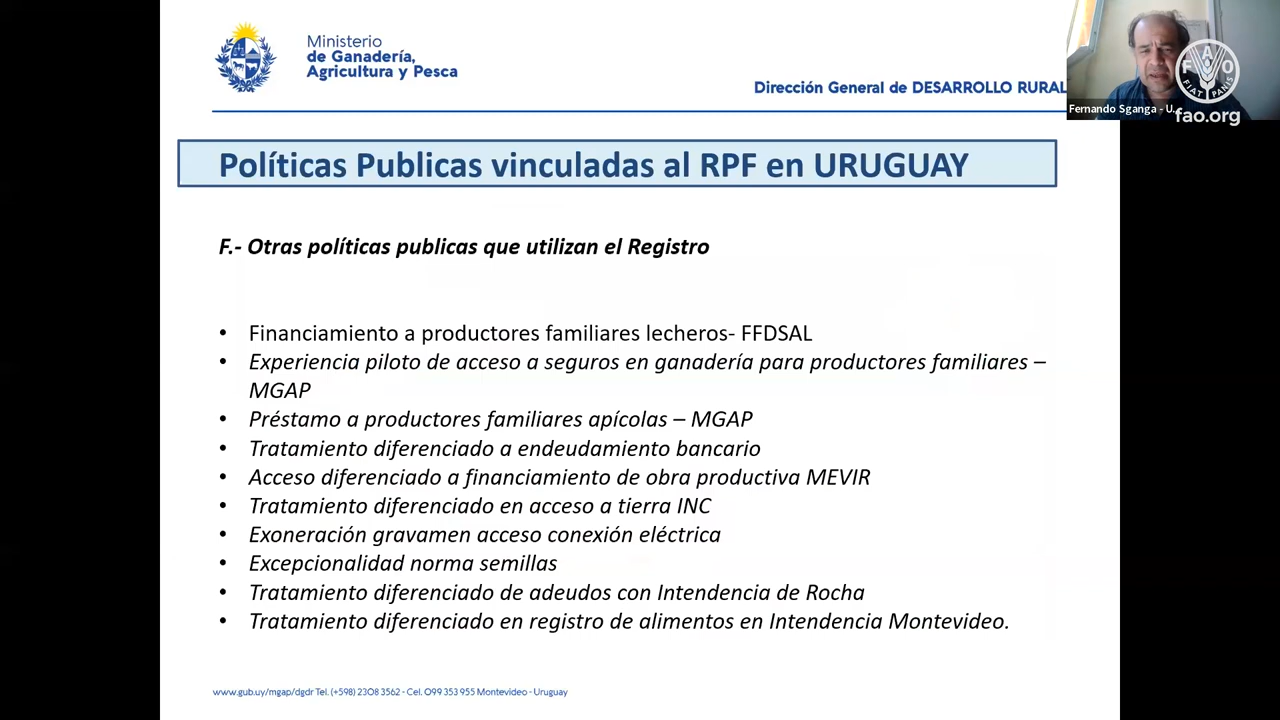 Ministerio
de Ganadería,
Agricultura y Pesca
Dirección General de DESARROLLO RURAL
Fernando Sganga - U...
FAO
FIAT PANIS
fao.org
Políticas Publicas vinculadas al RPF en URUGUAY
F.- Otras políticas publicas que utilizan el Registro
• Financiamiento a productores familiares lecheros- FFDSAL
• Experiencia piloto de acceso a seguros en ganadería para productores familiares –
MGAP
• Préstamo a productores familiares apícolas – MGAP
• Tratamiento diferenciado a endeudamiento bancario
• Acceso diferenciado a financiamiento de obra productiva MEVIR
• Tratamiento diferenciado en acceso a tierra INC
• Exoneración gravamen acceso conexión eléctrica
• Excepcionalidad norma semillas
• Tratamiento diferenciado de adeudos con Intendencia de Rocha
• Tratamiento diferenciado en registro de alimentos en Intendencia Montevideo.
www.gub.uy/mgap/dgdr Tel. (+598) 2308 3562 - Cel. 099 353 955 Montevideo - Uruguay